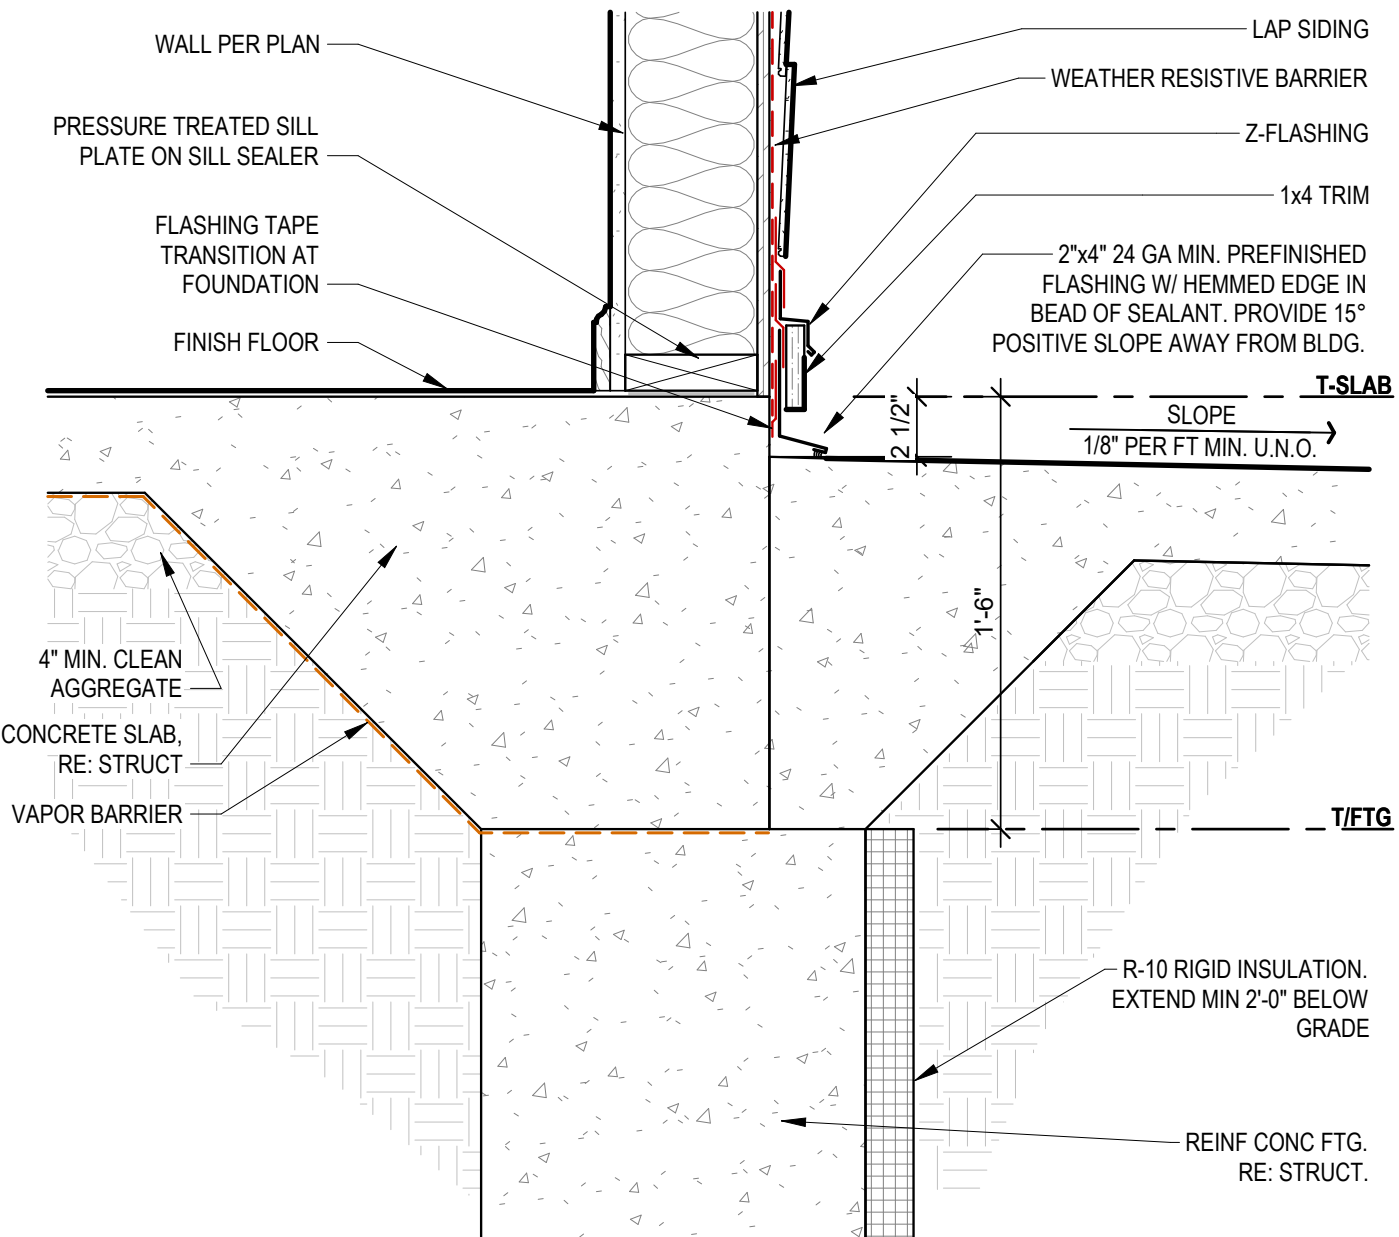 WALL PER PLAN
PRESSURE TREATED SILL
PLATE ON SILL SEALER
FLASHING TAPE
TRANSITION AT
FOUNDATION
FINISH FLOOR
4" MIN. CLEAN
AGGREGATE
CONCRETE SLAB,
RE: STRUCT
VAPOR BARRIER
LAP SIDING
WEATHER RESISTIVE BARRIER
Z-FLASHING
1x4 TRIM
2"x4" 24 GA MIN. PREFINISHED
FLASHING W/ HEMMED EDGE IN
BEAD OF SEALANT. PROVIDE 15°
POSITIVE SLOPE AWAY FROM BLDG.
T-SLAB
2 1/2"
SLOPE
1/8" PER FT MIN. U.N.O.
1'-6"
T/FTG
R-10 RIGID INSULATION.
EXTEND MIN 2'-0" BELOW
GRADE
REINF CONC FTG.
RE: STRUCT.